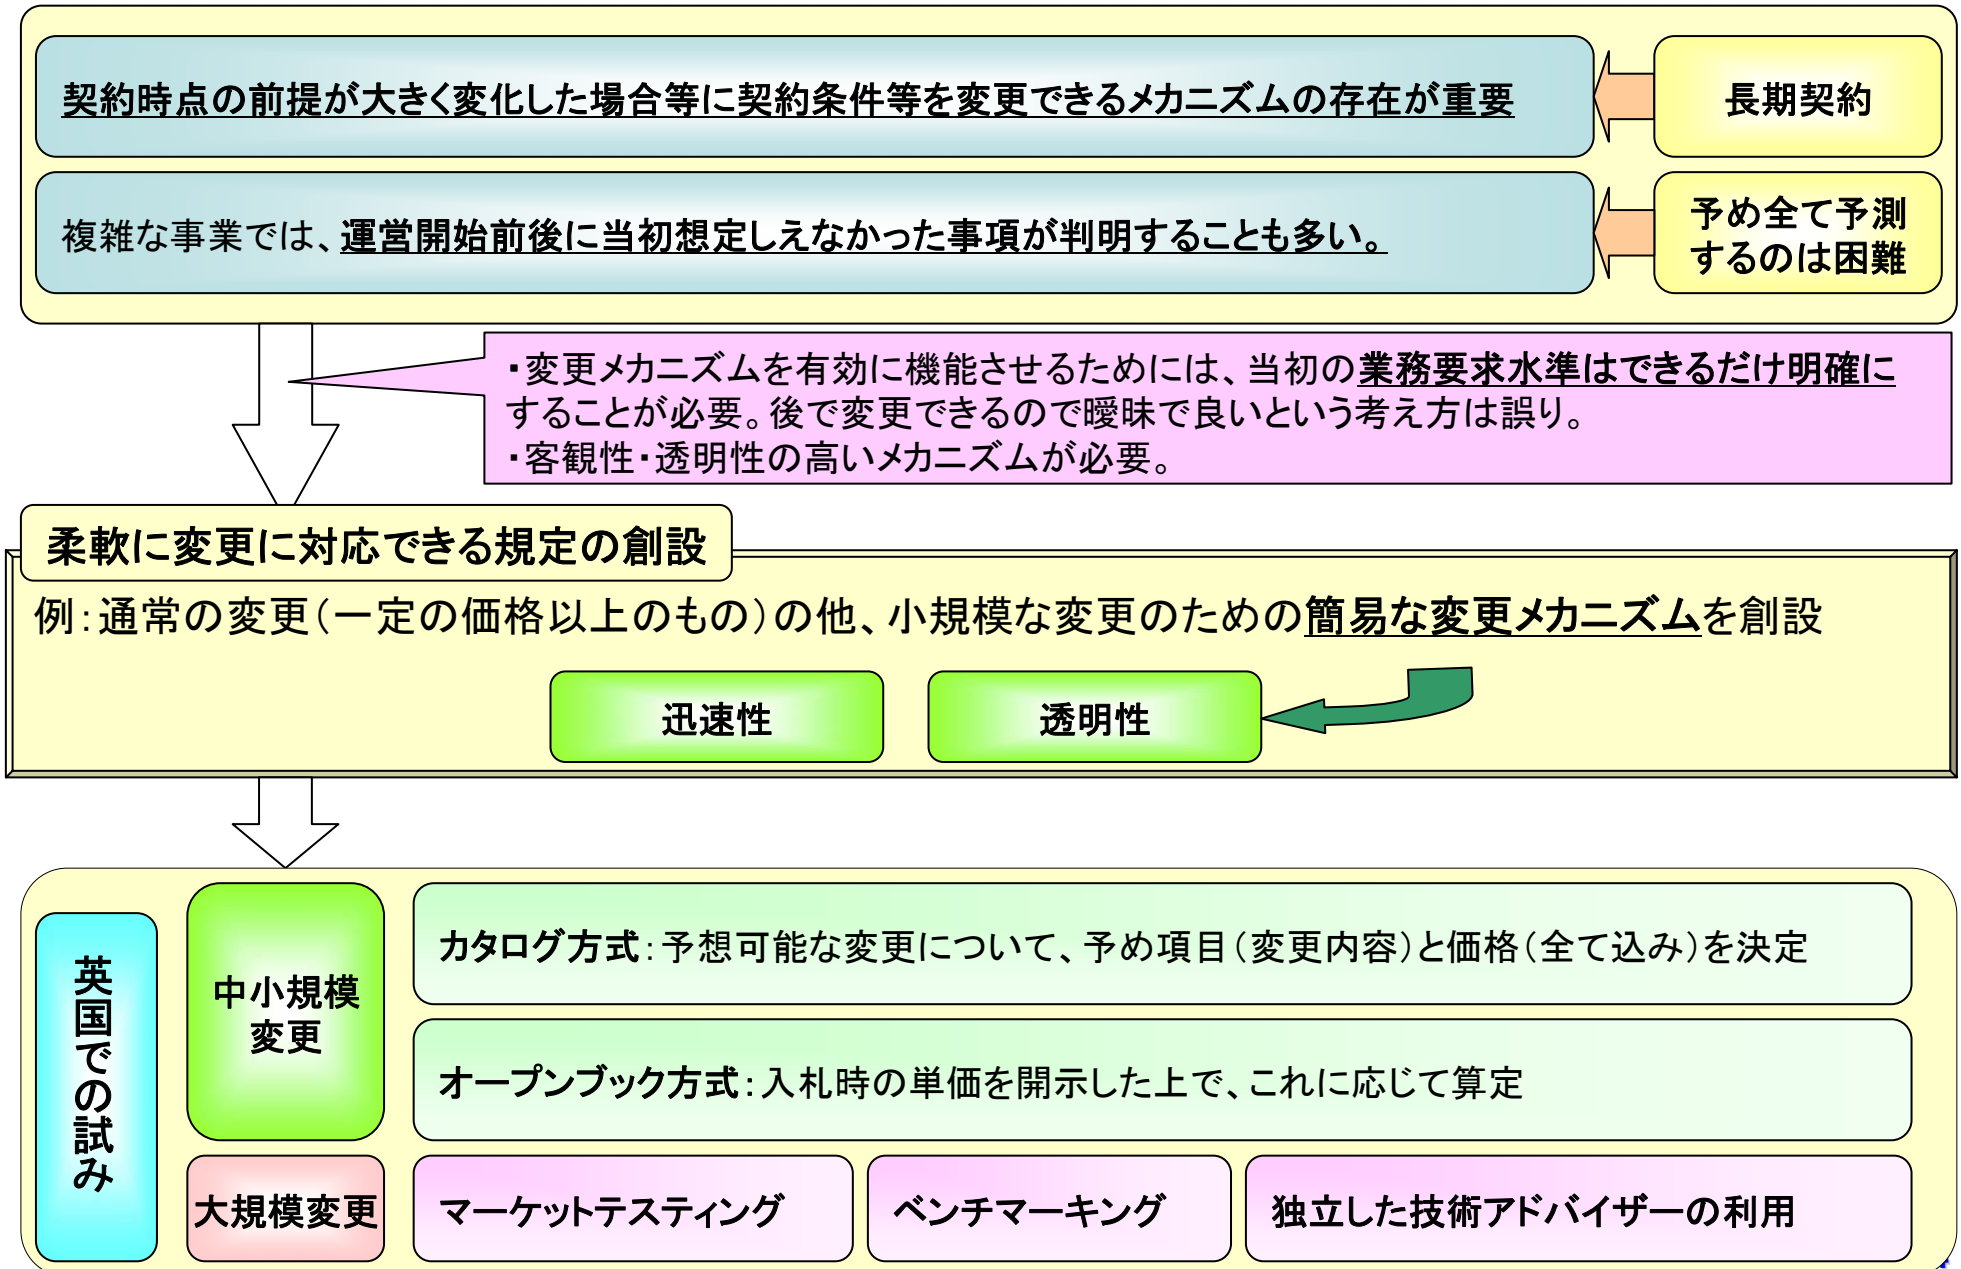 契約時点の前提が大きく変化した場合等に契約条件等を変更できるメカニズムの存在が重要
長期契約
複雑な事業では、運営開始前後に当初想定しえなかった事項が判明することも多い。
予め全て予測
するのは困難
・変更メカニズムを有効に機能させるためには、当初の業務要求水準はできるだけ明確に
することが必要。後で変更できるので曖昧で良いという考え方は誤り。
・客観性・透明性の高いメカニズムが必要。
柔軟に変更に対応できる規定の創設
例：通常の変更（一定の価格以上のもの）の他、小規模な変更のための簡易な変更メカニズムを創設
迅速性
透明性
英国での試み
中小規模
変更
カタログ方式：予想可能な変更について、予め項目（変更内容）と価格（全て込み）を決定
オープンブック方式：入札時の単価を開示した上で、これに応じて算定
大規模変更
マーケットテスティング
ベンチマーキング
独立した技術アドバイザーの利用